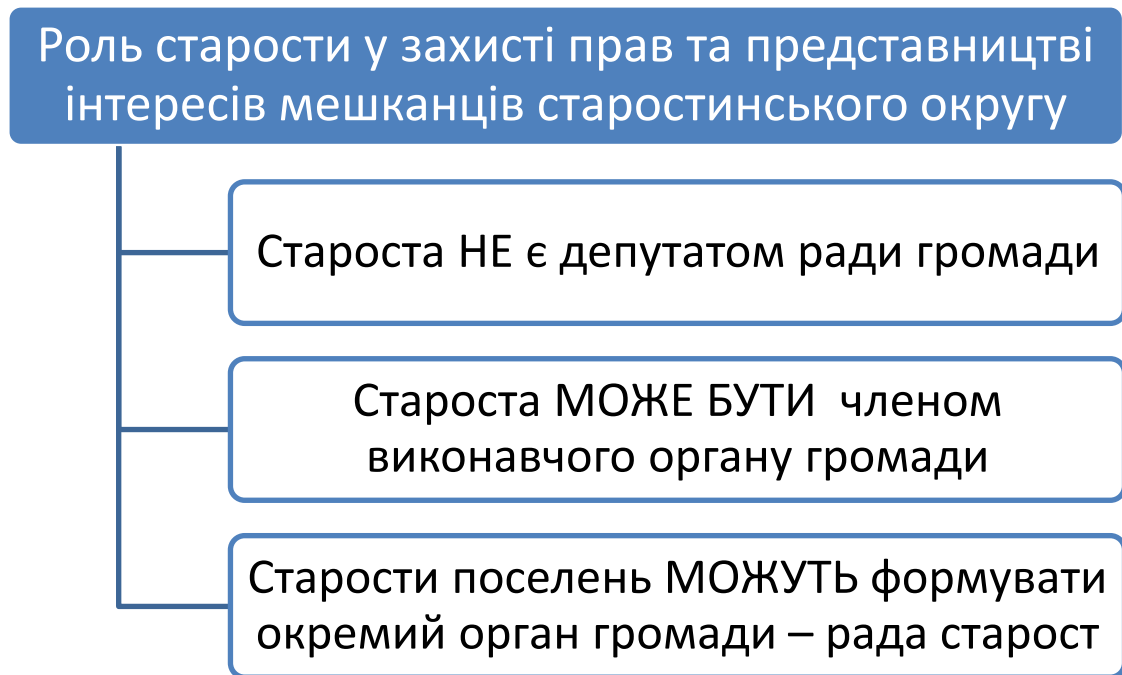 Роль старости у захисті прав та представництві
інтересів мешканців старостинського округу
Староста НЕ є депутатом ради громади
Староста МОЖЕ БУТИ членом
виконавчого органу громади
Старости поселень МОЖУТЬ формувати
окремий орган громади – рада старост